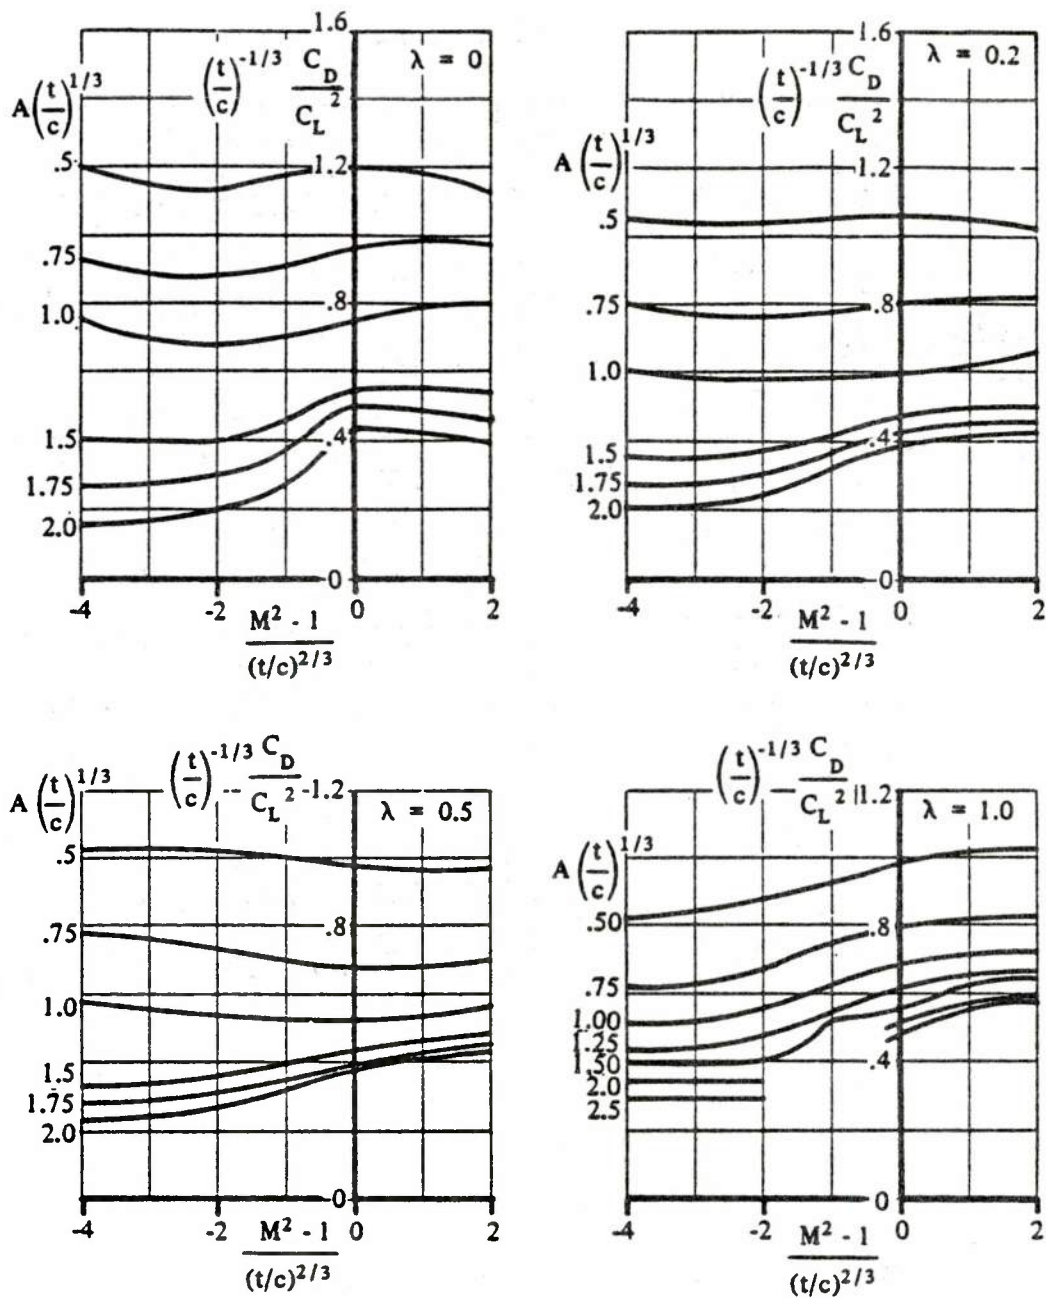 1.6
(t/c)^-1/3 C_D/C_L^2
λ = 0
A(t/c)^1/3
.5
1.2
.75
.8
1.0
1.5
.4
1.75
2.0
0
-4 -2 0 2
M² - 1
(t/c)^2/3
1.6
(t/c)^-1/3 C_D/C_L^2
λ = 0.2
A(t/c)^1/3
1.2
.5
.75
.8
1.0
.4
1.5
1.75
2.0
0
-4 -2 0 2
M² - 1
(t/c)^2/3
(t/c)^-1/3 C_D/C_L^2
1.2
λ = 0.5
A(t/c)^1/3
.5
.8
.75
1.0
1.5
1.75
2.0
0
-4 -2 0 2
M² - 1
(t/c)^2/3
(t/c)^-1/3 C_D/C_L^2
1.2
λ = 1.0
A(t/c)^1/3
.50
.8
.75
1.00
1.25
1.50
.4
2.0
2.5
0
-4 -2 0 2
M² - 1
(t/c)^2/3